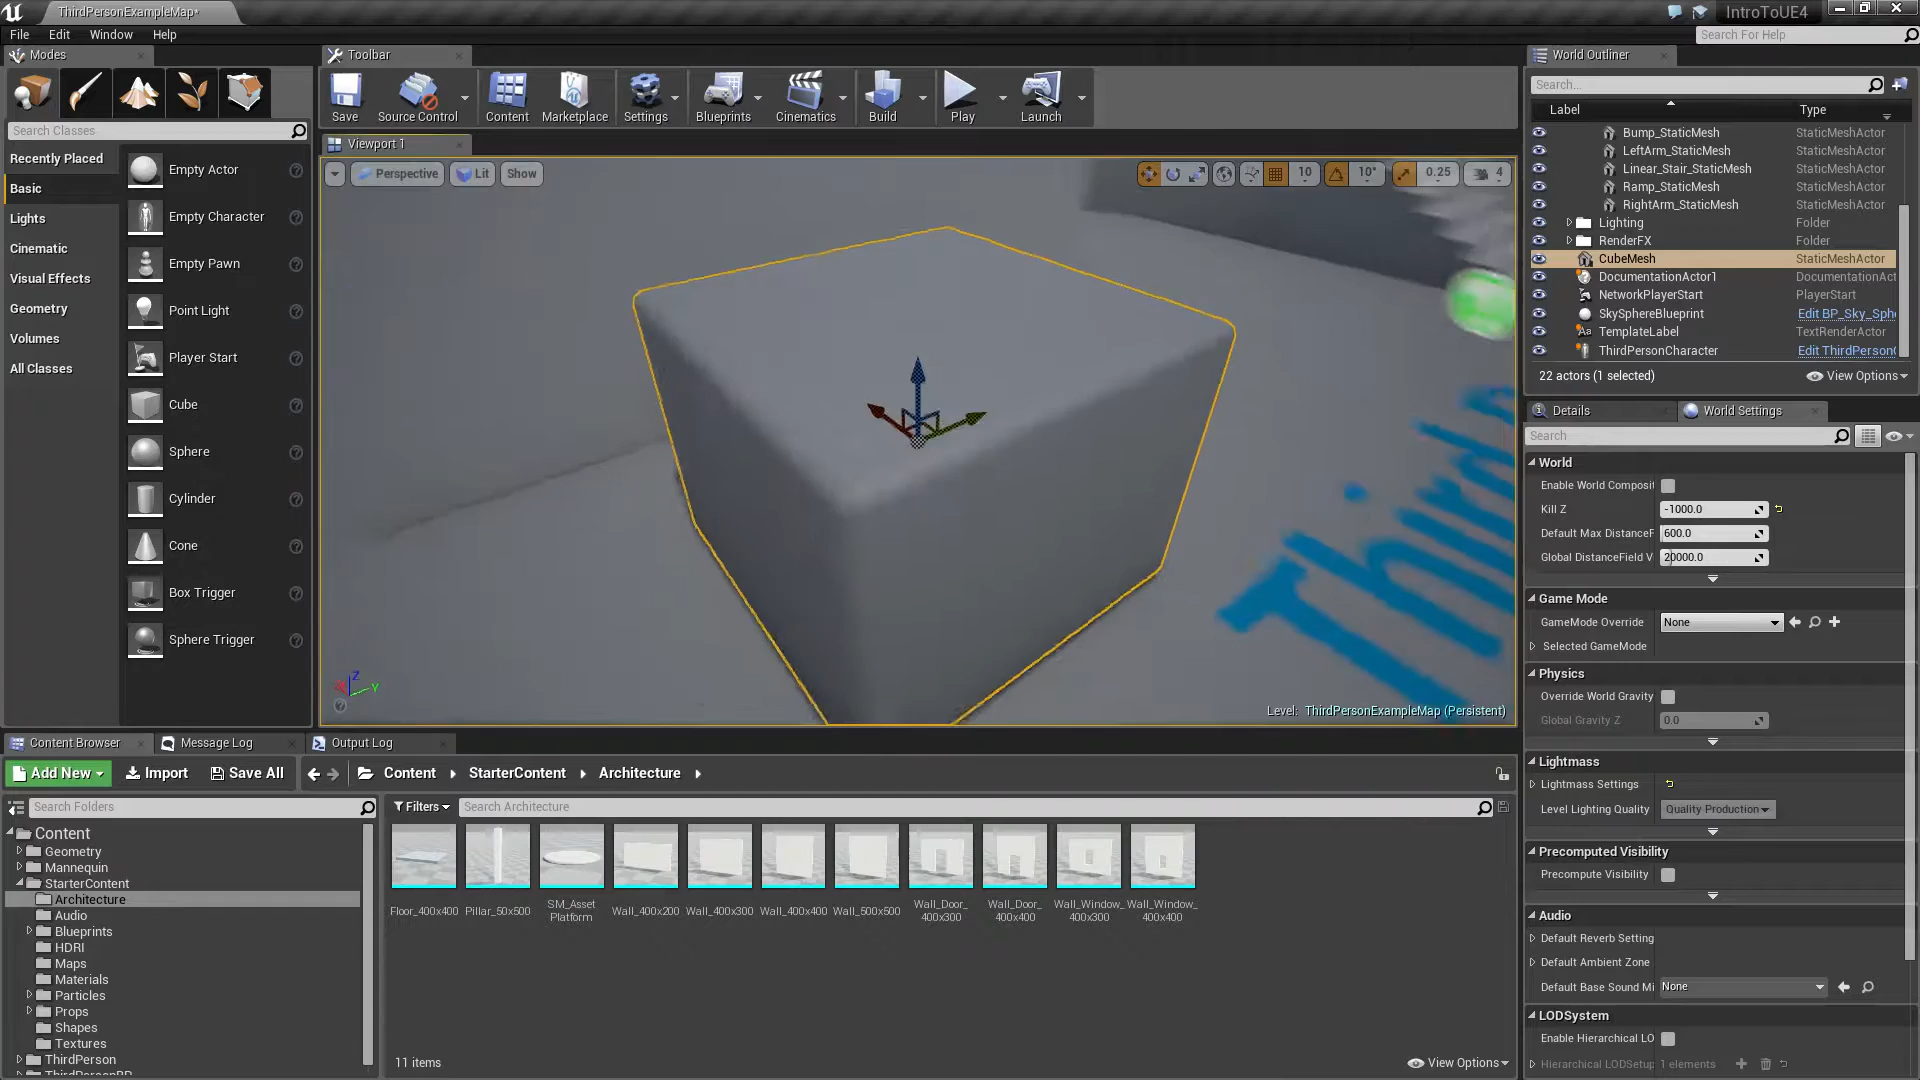 ThirdPersonExampleMap*
IntroToUE4
File Edit Window Help
Search For Help
Modes
Toolbar
World Outliner
Save
Source Control
Content
Marketplace
Settings
Blueprints
Cinematics
Build
Play
Launch
Search Classes
Recently Placed
Basic
Lights
Cinematic
Visual Effects
Geometry
Volumes
All Classes
Empty Actor
Empty Character
Empty Pawn
Point Light
Player Start
Cube
Sphere
Cylinder
Cone
Box Trigger
Sphere Trigger
Viewport 1
Perspective Lit Show
10 10° 0.25 4
Third
X Z Y
Level: ThirdPersonExampleMap (Persistent)
Search...
Label Type
Bump_StaticMesh StaticMeshActor
LeftArm_StaticMesh StaticMeshActor
Linear_Stair_StaticMesh StaticMeshActor
Ramp_StaticMesh StaticMeshActor
RightArm_StaticMesh StaticMeshActor
Lighting Folder
RenderFX Folder
CubeMesh StaticMeshActor
DocumentationActor1 DocumentationAct
NetworkPlayerStart PlayerStart
SkySphereBlueprint Edit BP_Sky_Sph
TemplateLabel TextRenderActor
ThirdPersonCharacter Edit ThirdPerson
22 actors (1 selected)
View Options
Details
World Settings
Search
World
Enable World Composit
Kill Z -1000.0
Default Max DistanceF 600.0
Global DistanceField V 20000.0
Game Mode
GameMode Override None
Selected GameMode
Physics
Override World Gravity
Global Gravity Z 0.0
Lightmass
Lightmass Settings
Level Lighting Quality Quality Production
Precomputed Visibility
Precompute Visibility
Audio
Default Reverb Setting
Default Ambient Zone
Default Base Sound Mi None
LODSystem
Enable Hierarchical LO
Hierarchical LODSetup 1 elements
Content Browser
Message Log
Output Log
Add New Import Save All
Content StarterContent Architecture
Search Folders
Filters Search Architecture
Content
Geometry
Mannequin
StarterContent
Architecture
Audio
Blueprints
HDRI
Maps
Materials
Particles
Props
Shapes
Textures
ThirdPerson
ThirdPersonBP
Floor_400x400
Pillar_50x500
SM_Asset
Platform
Wall_400x200
Wall_400x300
Wall_400x400
Wall_500x500
Wall_Door_
400x300
Wall_Door_
400x400
Wall_Window_
400x300
Wall_Window_
400x400
11 items
View Options